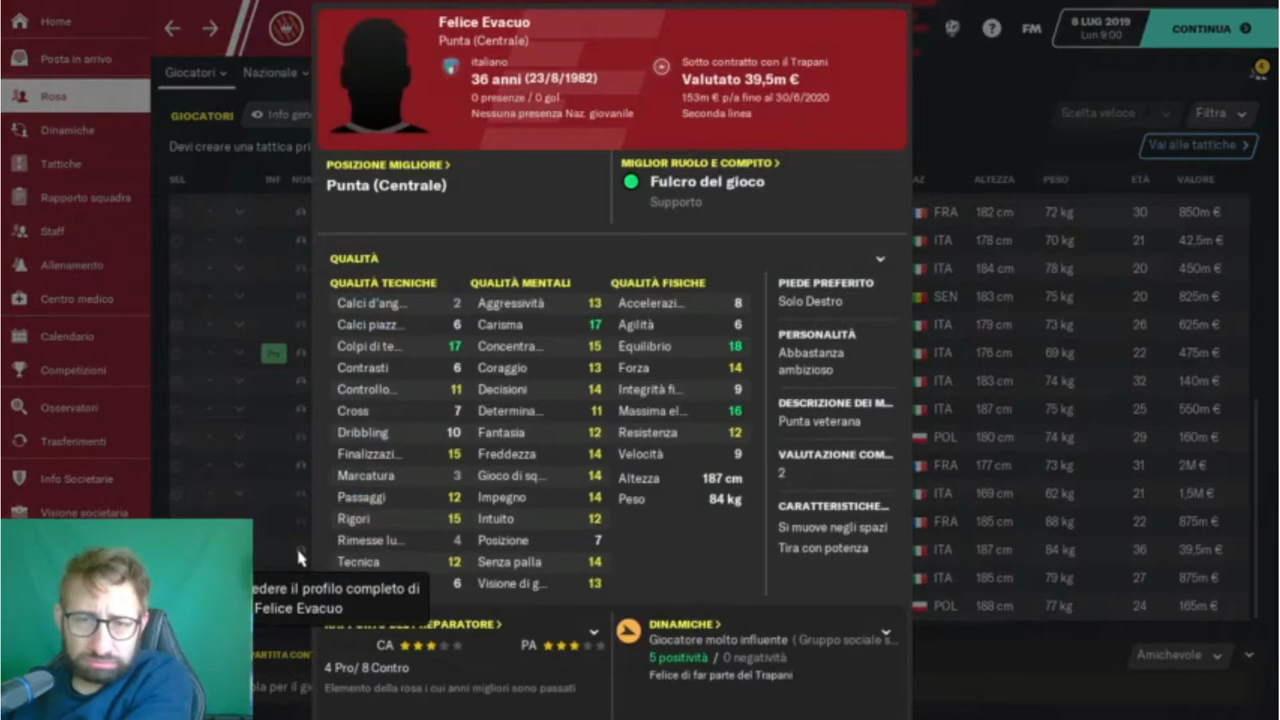 Home
Posta in arrivo
Rosa
Dinamiche
Tattiche
Rapporto squadra
Staff
Allenamento
Centro medico
Calendario
Competizioni
Osservatori
Trasferimenti
Info Societarie
Visione societaria
Giocatori
Nazionale
GIOCATORI
Info gen
Devi creare una tattica pri
SEL
INF
NOM
Felice Evacuo
Punta (Centrale)
italiano
36 anni (23/8/1982)
0 presenze / 0 gol
Nessuna presenza Naz. giovanile
Sotto contratto con il Trapani
Valutato 39,5m €
153m € p/a fino al 30/6/2020
Seconda linea
POSIZIONE MIGLIORE >
Punta (Centrale)
MIGLIOR RUOLO E COMPITO >
Fulcro del gioco
Supporto
QUALITÀ
QUALITÀ TECNICHE
Calci d'ang... 2
Calci piazz... 6
Colpi di te... 17
Contrasti 6
Controllo... 11
Cross 7
Dribbling 10
Finalizzazi... 15
Marcatura 3
Passaggi 12
Rigori 15
Rimesse lu... 4
Tecnica 12
6
QUALITÀ MENTALI
Aggressività 13
Carisma 17
Concentra... 15
Coraggio 13
Decisioni 14
Determina... 11
Fantasia 12
Freddezza 14
Gioco di sq... 14
Impegno 14
Intuito 12
Posizione 7
Senza palla 14
Visione di g... 13
QUALITÀ FISICHE
Accelerazi... 8
Agilità 6
Equilibrio 18
Forza 14
Integrità fi... 9
Massima el... 16
Resistenza 12
Velocità 9
Altezza 187 cm
Peso 84 kg
PIEDE PREFERITO
Solo Destro
PERSONALITÀ
Abbastanza
ambizioso
DESCRIZIONE DEI M...
Punta veterana
VALUTAZIONE COM...
2
CARATTERISTICHE...
Si muove negli spazi
Tira con potenza
edere il profilo completo di
Felice Evacuo
RAPPORTO DEL PREPARATORE >
CA
PA
4 Pro/ 8 Contro
Elemento della rosa i cui anni migliori sono passati
DINAMICHE >
Giocatore molto influente ( Gruppo sociale s...
5 positività / 0 negatività
Felice di far parte del Trapani
FM
8 LUG 2019
Lun 9:00
CONTINUA
Scelta veloce
Filtra
Vai alle tattiche >
AZ ALTEZZA PESO ETÀ VALORE
FRA 182 cm 72 kg 30 850m €
ITA 178 cm 70 kg 21 42,5m €
ITA 184 cm 78 kg 20 450m €
SEN 183 cm 75 kg 20 825m €
ITA 179 cm 73 kg 26 625m €
ITA 176 cm 69 kg 22 475m €
ITA 183 cm 74 kg 32 140m €
ITA 187 cm 75 kg 25 550m €
POL 180 cm 74 kg 29 160m €
FRA 177 cm 73 kg 31 2M €
ITA 169 cm 62 kg 21 1,5M €
FRA 185 cm 88 kg 22 875m €
ITA 187 cm 84 kg 36 39,5m €
ITA 185 cm 79 kg 27 875m €
POL 188 cm 77 kg 24 165m €
Amichevole